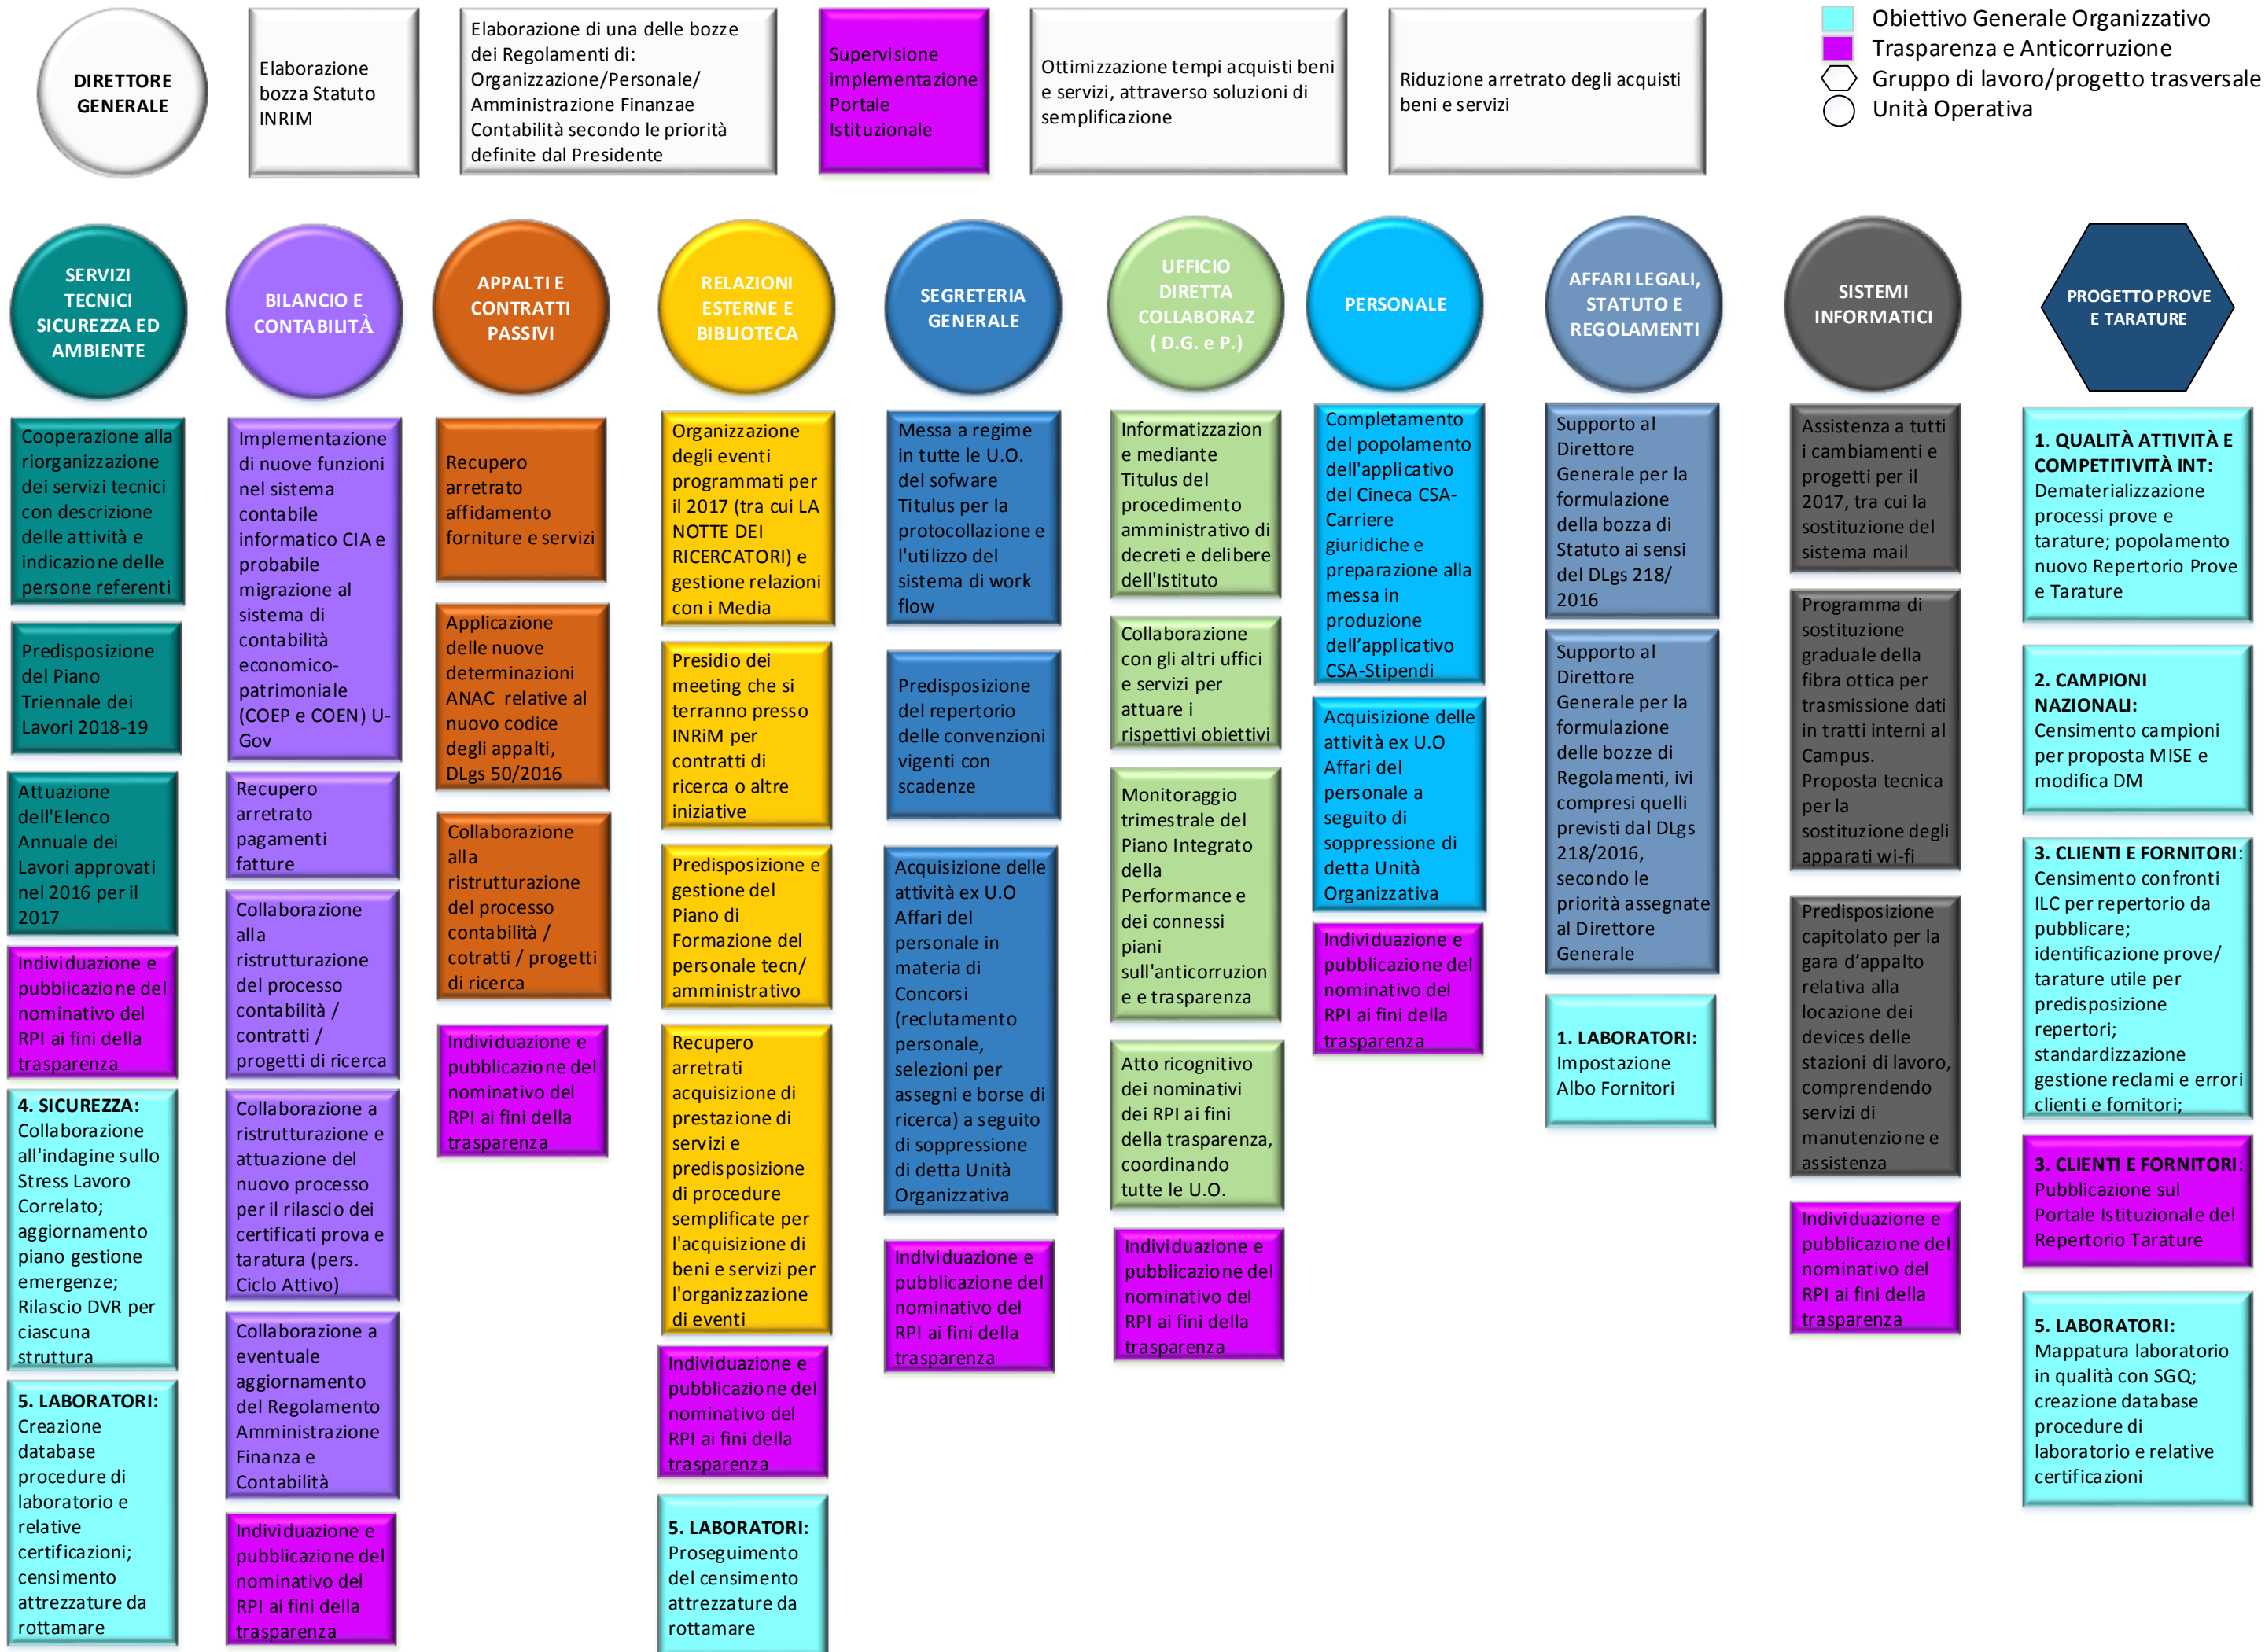 DIRETTORE
GENERALE
Elaborazione
bozza Statuto
INRIM
Elaborazione di una delle bozze
dei Regolamenti di:
Organizzazione/Personale/
Amministrazione Finanzae
Contabilità secondo le priorità
definite dal Presidente
Supervisione
implementazione
Portale
Istituzionale
Ottimizzazione tempi acquisti beni
e servizi, attraverso soluzioni di
semplificazione
Riduzione arretrato degli acquisti
beni e servizi
Obiettivo Generale Organizzativo
Trasparenza e Anticorruzione
Gruppo di lavoro/progetto trasversale
Unità Operativa
SERVIZI
TECNICI
SICUREZZA ED
AMBIENTE
Cooperazione alla
riorganizzazione
dei servizi tecnici
con descrizione
delle attività e
indicazione delle
persone referenti
Predisposizione
del Piano
Triennale dei
Lavori 2018-19
Attuazione
dell'Elenco
Annuale dei
Lavori approvati
nel 2016 per il
2017
Individuazione e
pubblicazione del
nominativo del
RPI ai fini della
trasparenza
4. SICUREZZA:
Collaborazione
all'indagine sullo
Stress Lavoro
Correlato;
aggiornamento
piano gestione
emergenze;
Rilascio DVR per
ciascuna
struttura
5. LABORATORI:
Creazione
database
procedure di
laboratorio e
relative
certificazioni;
censimento
attrezzature da
rottamare
BILANCIO E
CONTABILITÀ
Implementazione
di nuove funzioni
nel sistema
contabile
informatico CIA e
probabile
migrazione al
sistema di
contabilità
economico-
patrimoniale
(COEP e COEN) U-
Gov
Recupero
arretrato
pagamenti
fatture
Collaborazione
alla
ristrutturazione
del processo
contabilità /
contratti /
progetti di ricerca
Collaborazione a
ristrutturazione e
attuazione del
nuovo processo
per il rilascio dei
certificati prova e
taratura (pers.
Ciclo Attivo)
Collaborazione a
eventuale
aggiornamento
del Regolamento
Amministrazione
Finanza e
Contabilità
Individuazione e
pubblicazione del
nominativo del
RPI ai fini della
trasparenza
APPALTI E
CONTRATTI
PASSIVI
Recupero
arretrato
affidamento
forniture e servizi
Applicazione
delle nuove
determinazioni
ANAC relative al
nuovo codice
degli appalti,
DLgs 50/2016
Collaborazione
alla
ristrutturazione
del processo
contabilità /
cotratti / progetti
di ricerca
Individuazione e
pubblicazione del
nominativo del
RPI ai fini della
trasparenza
RELAZIONI
ESTERNE E
BIBLIOTECA
Organizzazione
degli eventi
programmati per
il 2017 (tra cui LA
NOTTE DEI
RICERCATORI) e
gestione relazioni
con i Media
Presidio dei
meeting che si
terranno presso
INRiM per
contratti di
ricerca o altre
iniziative
Predisposizione e
gestione del
Piano di
Formazione del
personale tecn/
amministrativo
Recupero
arretrati
acquisizione di
prestazione di
servizi e
predisposizione
di procedure
semplificate per
l'acquisizione di
beni e servizi per
l'organizzazione
di eventi
Individuazione e
pubblicazione del
nominativo del
RPI ai fini della
trasparenza
5. LABORATORI:
Proseguimento
del censimento
attrezzature da
rottamare
SEGRETERIA
GENERALE
Messa a regime
in tutte le U.O.
del sofware
Titulus per la
protocollazione e
l'utilizzo del
sistema di work
flow
Predisposizione
del repertorio
delle convenzioni
vigenti con
scadenze
Acquisizione delle
attività ex U.O
Affari del
personale in
materia di
Concorsi
(reclutamento
personale,
selezioni per
assegni e borse di
ricerca) a seguito
di soppressione
di detta Unità
Organizzativa
Individuazione e
pubblicazione del
nominativo del
RPI ai fini della
trasparenza
UFFICIO
DIRETTA
COLLABORAZ
( D.G. e P.)
Informatizzazion
e mediante
Titulus del
procedimento
amministrativo di
decreti e delibere
dell'Istituto
Collaborazione
con gli altri uffici
e servizi per
attuare i
rispettivi obiettivi
Monitoraggio
trimestrale del
Piano Integrato
della
Performance e
dei connessi
piani
sull'anticorruzion
e e trasparenza
Atto ricognitivo
dei nominativi
dei RPI ai fini
della trasparenza,
coordinando
tutte le U.O.
Individuazione e
pubblicazione del
nominativo del
RPI ai fini della
trasparenza
PERSONALE
Completamento
del popolamento
dell'applicativo
del Cineca CSA-
Carriere
giuridiche e
preparazione alla
messa in
produzione
dell’applicativo
CSA-Stipendi
Acquisizione delle
attività ex U.O
Affari del
personale a
seguito di
soppressione di
detta Unità
Organizzativa
Individuazione e
pubblicazione del
nominativo del
RPI ai fini della
trasparenza
AFFARI LEGALI,
STATUTO E
REGOLAMENTI
Supporto al
Direttore
Generale per la
formulazione
della bozza di
Statuto ai sensi
del DLgs 218/
2016
Supporto al
Direttore
Generale per la
formulazione
delle bozze di
Regolamenti, ivi
compresi quelli
previsti dal DLgs
218/2016,
secondo le
priorità assegnate
al Direttore
Generale
1. LABORATORI:
Impostazione
Albo Fornitori
SISTEMI
INFORMATICI
Assistenza a tutti
i cambiamenti e
progetti per il
2017, tra cui la
sostituzione del
sistema mail
Programma di
sostituzione
graduale della
fibra ottica per
trasmissione dati
in tratti interni al
Campus.
Proposta tecnica
per la
sostituzione degli
apparati wi-fi
Predisposizione
capitolato per la
gara d’appalto
relativa alla
locazione dei
devices delle
stazioni di lavoro,
comprendendo
servizi di
manutenzione e
assistenza
Individuazione e
pubblicazione del
nominativo del
RPI ai fini della
trasparenza
PROGETTO PROVE
E TARATURE
1. QUALITÀ ATTIVITÀ E
COMPETITIVITÀ INT:
Dematerializzazione
processi prove e
tarature; popolamento
nuovo Repertorio Prove
e Tarature
2. CAMPIONI
NAZIONALI:
Censimento campioni
per proposta MISE e
modifica DM
3. CLIENTI E FORNITORI:
Censimento confronti
ILC per repertorio da
pubblicare;
identificazione prove/
tarature utile per
predisposizione
repertori;
standardizzazione
gestione reclami e errori
clienti e fornitori;
3. CLIENTI E FORNITORI:
Pubblicazione sul
Portale Istituzionale del
Repertorio Tarature
5. LABORATORI:
Mappatura laboratorio
in qualità con SGQ;
creazione database
procedure di
laboratorio e relative
certificazioni